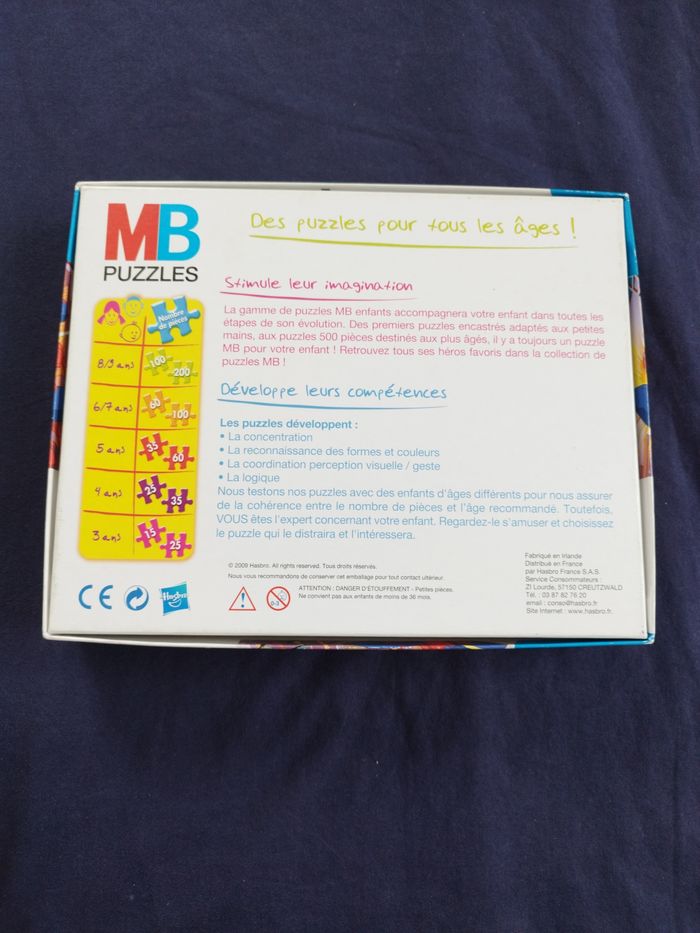 MB
PUZZLES
Des puzzles pour tous les âges !
Nombre
de pièces
8/9 ans 100 200
6/7 ans 60 100
5 ans 35 60
4 ans 25 35
3 ans 15 25
Stimule leur imagination
La gamme de puzzles MB enfants accompagnera votre enfant dans toutes les
étapes de son évolution. Des premiers puzzles encastrés adaptés aux petites
mains, aux puzzles 500 pièces destinés aux plus âgés, il y a toujours un puzzle
MB pour votre enfant ! Retrouvez tous ses héros favoris dans la collection de
puzzles MB !
Développe leurs compétences
Les puzzles développent :
• La concentration
• La reconnaissance des formes et couleurs
• La coordination perception visuelle / geste
• La logique
Nous testons nos puzzles avec des enfants d'âges différents pour nous assurer
de la cohérence entre le nombre de pièces et l'âge recommandé. Toutefois,
VOUS êtes l'expert concernant votre enfant. Regardez-le s'amuser et choisissez
le puzzle qui le distraira et l'intéressera.
CE
Hasbro
© 2009 Hasbro. All rights reserved. Tous droits réservés.
Nous vous recommandons de conserver cet emballage pour tout contact ultérieur.
0-3
ATTENTION : DANGER D'ÉTOUFFEMENT - Petites pièces.
Ne convient pas aux enfants de moins de 36 mois.
Fabriqué en Irlande
Distribué en France
par Hasbro France S.A.S.
Service Consommateurs :
ZI Lourde, 57150 CREUTZWALD
Tél. : 03 87 82 76 20
email : conso@hasbro.fr
Site Internet : www.hasbro.fr